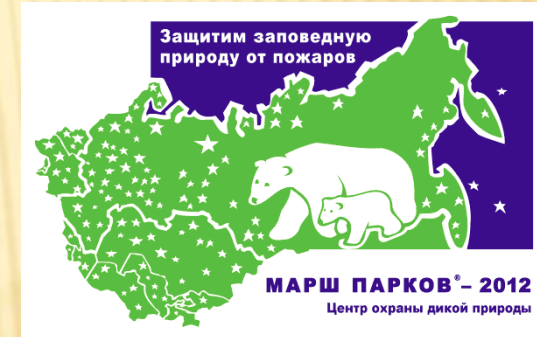 Защитим заповедную
природу от пожаров
МАРШ ПАРКОВ®– 2012
Центр охраны дикой природы